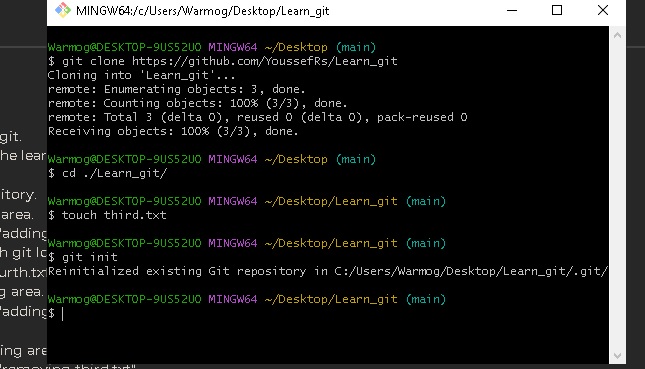 MINGW64:/c/Users/Warmog/Desktop/Learn_git
Warmog@DESKTOP-9US52UO MINGW64 ~/Desktop (main)
$ git clone https://github.com/YoussefRs/Learn_git
Cloning into 'Learn_git'...
remote: Enumerating objects: 3, done.
remote: Counting objects: 100% (3/3), done.
remote: Total 3 (delta 0), reused 0 (delta 0), pack-reused 0
Receiving objects: 100% (3/3), done.
Warmog@DESKTOP-9US52UO MINGW64 ~/Desktop (main)
$ cd ./Learn_git/
Warmog@DESKTOP-9US52UO MINGW64 ~/Desktop/Learn_git (main)
$ touch third.txt
Warmog@DESKTOP-9US52UO MINGW64 ~/Desktop/Learn_git (main)
$ git init
Reinitialized existing Git repository in C:/Users/Warmog/Desktop/Learn_git/.git/
Warmog@DESKTOP-9US52UO MINGW64 ~/Desktop/Learn_git (main)
$
git.
he lear
itory.
area.
"adding
h git lo
urth.tx
g area.
"adding
ing are
"removing third.txt"